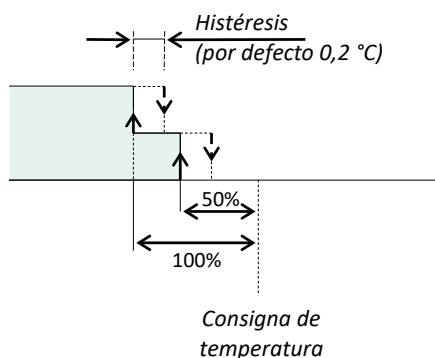 Histéresis
(por defecto 0,2 °C)
50%
100%
Consigna de
temperatura